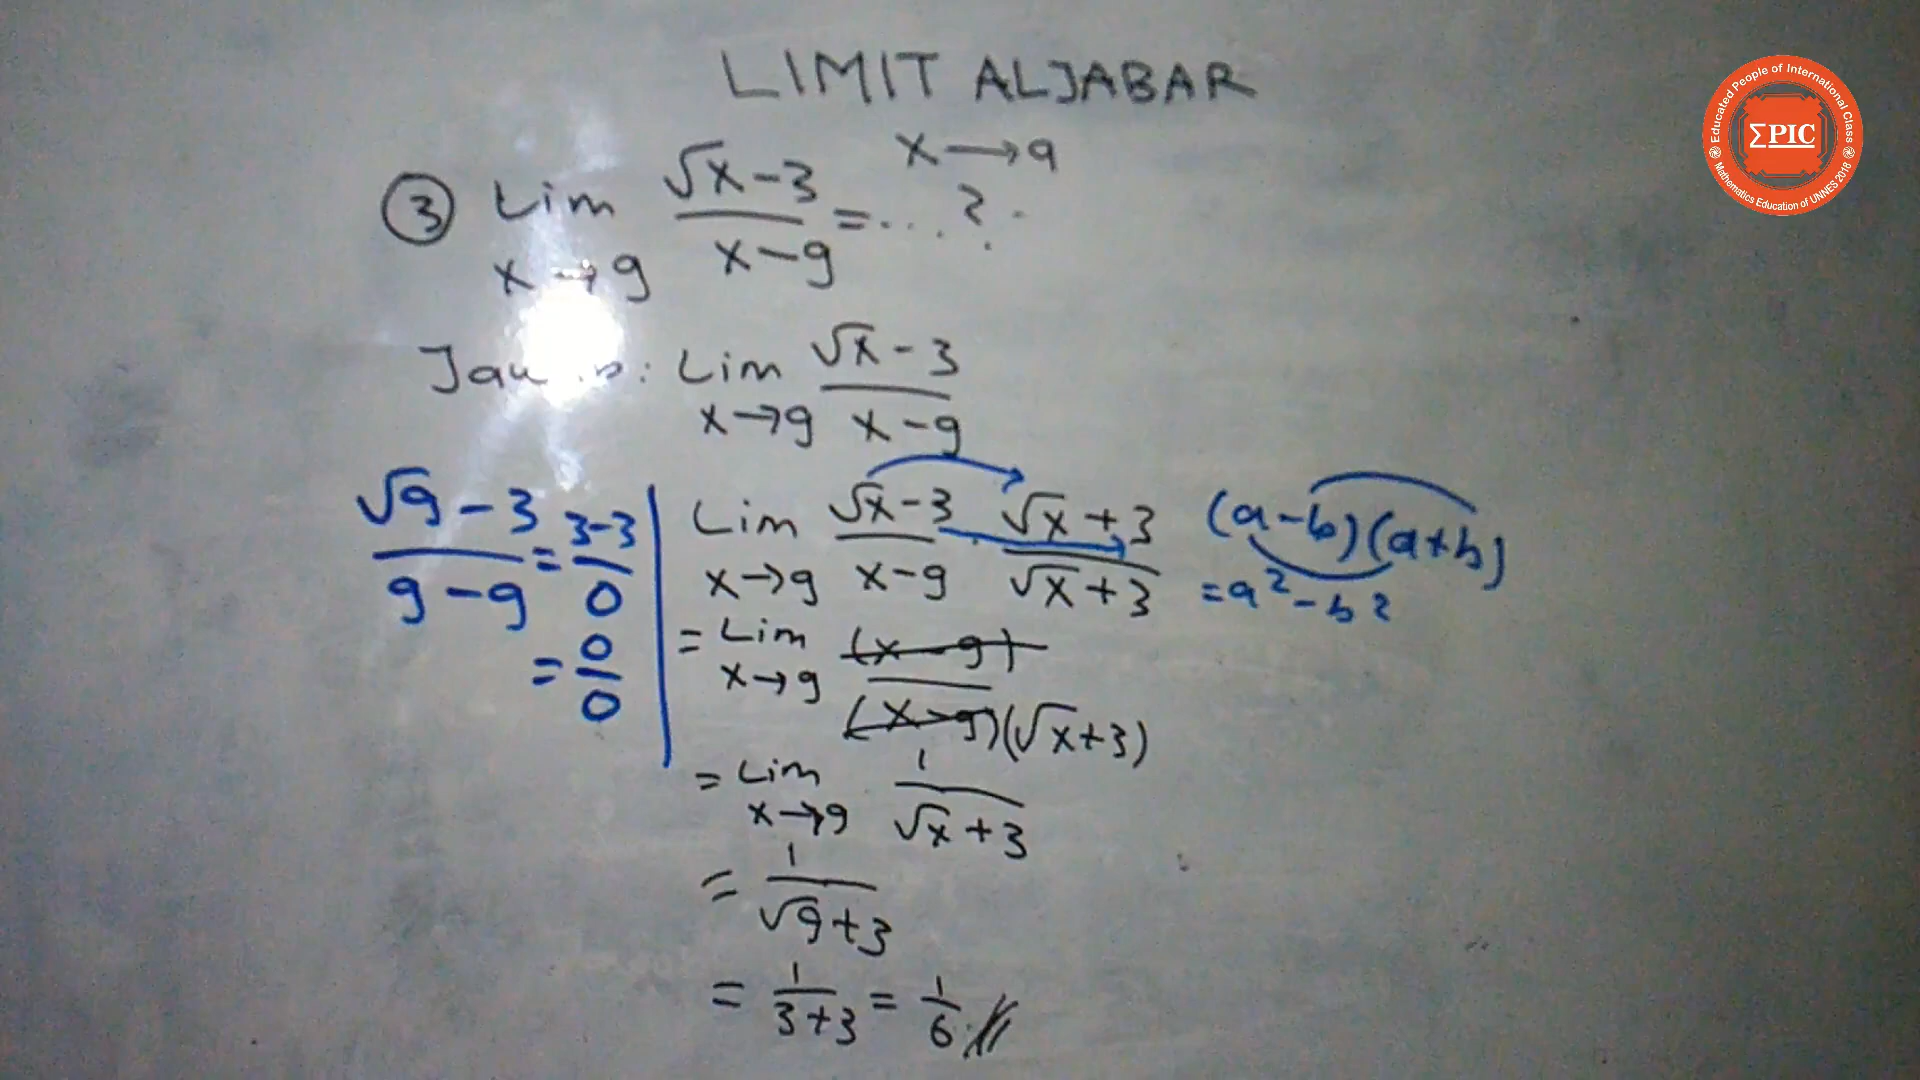 LIMIT ALJABAR
x→a
③ Lim x→9 (√x-3)/(x-9) = ... ?
Jawab: Lim x→9 (√x-3)/(x-9)
(√9-3)/(9-9) = (3-3)/0
= 0/0
Lim x→9 (√x-3)/(x-9) · (√x+3)/(√x+3)
(a-b)(a+b)
= a²-b²
= Lim x→9 (x-9)/((x-9)(√x+3))
= Lim x→9 1/(√x+3)
= 1/(√9+3)
= 1/(3+3) = 1/6
Educated People of International Class
ΣPIC
Mathematics Education of UNNES 2018